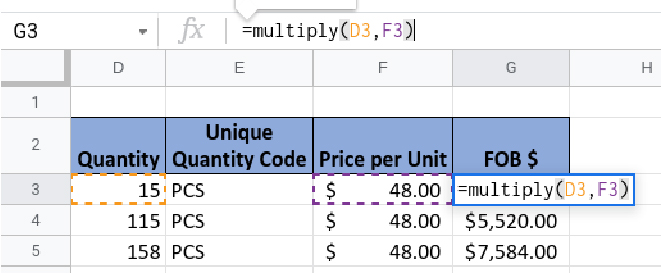 G3 fx =multiply(D3,F3)
D E F G H
1
2 Quantity Unique Quantity Code Price per Unit FOB $
3 15 PCS $ 48.00 =multiply(D3,F3)
4 115 PCS $ 48.00 $5,520.00
5 158 PCS $ 48.00 $7,584.00